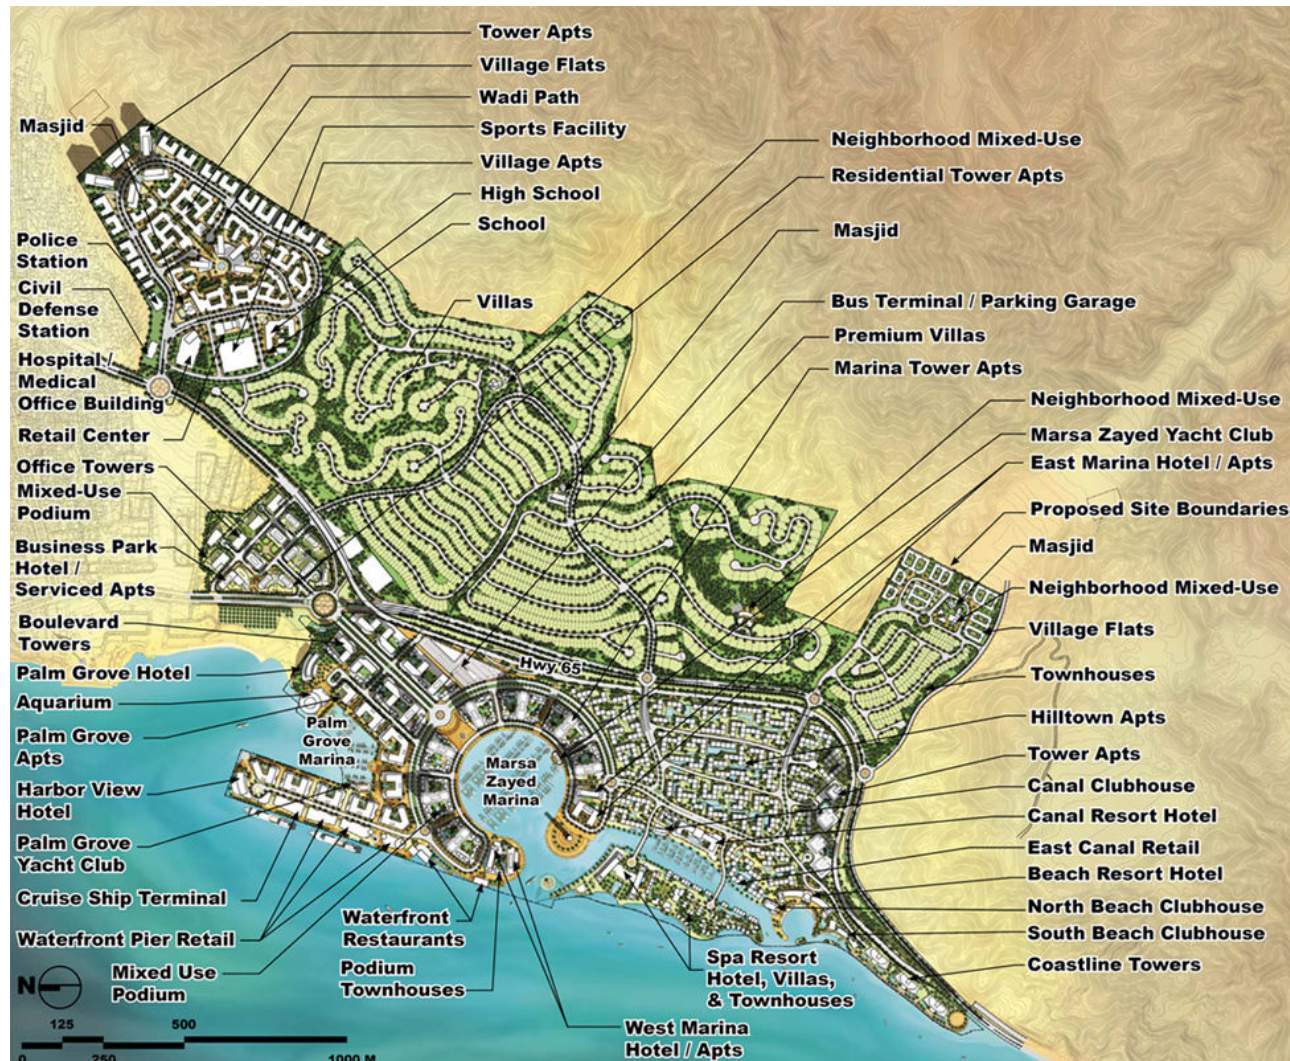 Tower Apts
Village Flats
Wadi Path
Sports Facility
Village Apts
High School
School
Villas
Masjid
Police
Station
Civil
Defense
Station
Hospital /
Medical
Office Building
Retail Center
Office Towers
Mixed-Use
Podium
Business Park
Hotel /
Serviced Apts
Boulevard
Towers
Palm Grove Hotel
Aquarium
Palm Grove
Apts
Harbor View
Hotel
Palm Grove
Yacht Club
Cruise Ship Terminal
Waterfront Pier Retail
Mixed Use
Podium
Neighborhood Mixed-Use
Residential Tower Apts
Masjid
Bus Terminal / Parking Garage
Premium Villas
Marina Tower Apts
Neighborhood Mixed-Use
Marsa Zayed Yacht Club
East Marina Hotel / Apts
Proposed Site Boundaries
Masjid
Neighborhood Mixed-Use
Village Flats
Townhouses
Hilltown Apts
Tower Apts
Canal Clubhouse
Canal Resort Hotel
East Canal Retail
Beach Resort Hotel
North Beach Clubhouse
South Beach Clubhouse
Coastline Towers
Hwy 65
Palm
Grove
Marina
Marsa
Zayed
Marina
Waterfront
Restaurants
Podium
Townhouses
Spa Resort
Hotel, Villas,
& Townhouses
West Marina
Hotel / Apts
N
125 500
0 250 1000 M